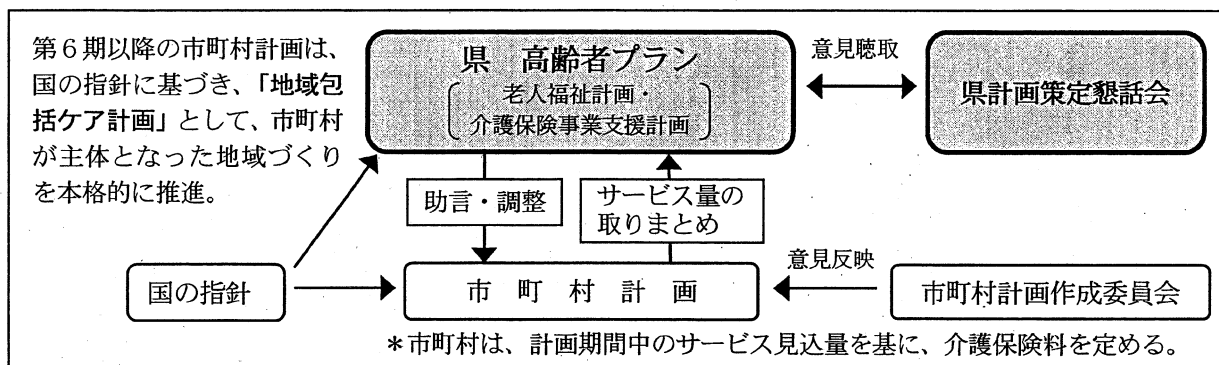 第６期以降の市町村計画は、
国の指針に基づき、「地域包
括ケア計画」として、市町村
が主体となった地域づくり
を本格的に推進。
県　高齢者プラン
老人福祉計画・
介護保険事業支援計画
意見聴取
県計画策定懇話会
助言・調整
サービス量の
取りまとめ
国の指針
市　町　村　計　画
意見反映
市町村計画作成委員会
＊市町村は、計画期間中のサービス見込量を基に、介護保険料を定める。